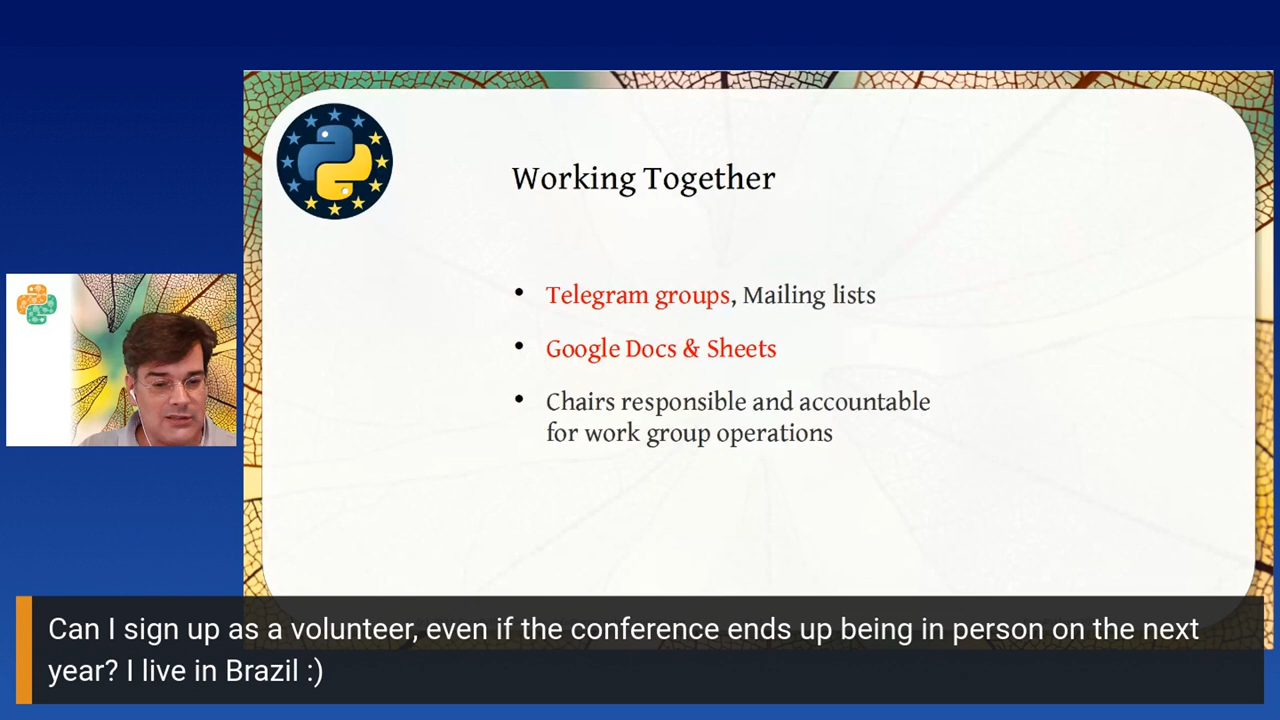 Working Together
• Telegram groups, Mailing lists
• Google Docs & Sheets
• Chairs responsible and accountable
for work group operations
Can I sign up as a volunteer, even if the conference ends up being in person on the next
year? I live in Brazil :)